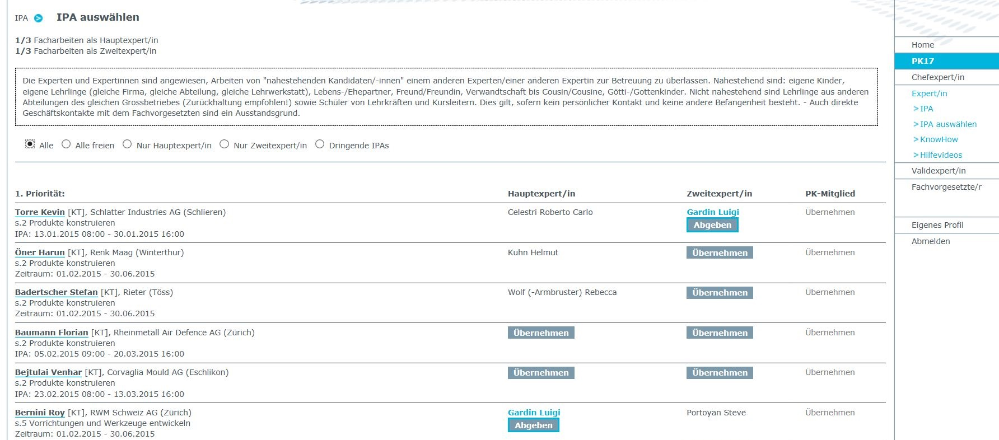 IPA IPA auswählen
1/3 Facharbeiten als Hauptexpert/in
1/3 Facharbeiten als Zweitexpert/in
Die Experten und Expertinnen sind angewiesen, Arbeiten von "nahestehenden Kandidaten/-innen" einem anderen Experten/einer anderen Expertin zur Betreuung zu überlassen. Nahestehend sind: eigene Kinder,
eigene Lehrlinge (gleiche Firma, gleiche Abteilung, gleiche Lehrwerkstatt), Lebens-/Ehepartner, Freund/Freundin, Verwandtschaft bis Cousin/Cousine, Götti-/Gottenkinder. Nicht nahestehend sind Lehrlinge aus anderen
Abteilungen des gleichen Grossbetriebes (Zurückhaltung empfohlen!) sowie Schüler von Lehrkräften und Kursleitern. Dies gilt, sofern kein persönlicher Kontakt und keine andere Befangenheit besteht. - Auch direkte
Geschäftskontakte mit dem Fachvorgesetzten sind ein Ausstandsgrund.
Alle Alle freien Nur Hauptexpert/in Nur Zweitexpert/in Dringende IPAs
1. Priorität: Hauptexpert/in Zweitexpert/in PK-Mitglied
Torre Kevin [KT], Schlatter Industries AG (Schlieren) Celestri Roberto Carlo Gardin Luigi Übernehmen
s.2 Produkte konstruieren Abgeben
IPA: 13.01.2015 08:00 - 30.01.2015 16:00
Öner Harun [KT], Renk Maag (Winterthur) Kuhn Helmut Übernehmen Übernehmen
s.2 Produkte konstruieren
Zeitraum: 01.02.2015 - 30.06.2015
Badertscher Stefan [KT], Rieter (Töss) Wolf (-Armbruster) Rebecca Übernehmen Übernehmen
s.2 Produkte konstruieren
Zeitraum: 01.02.2015 - 30.06.2015
Baumann Florian [KT], Rheinmetall Air Defence AG (Zürich) Übernehmen Übernehmen Übernehmen
s.2 Produkte konstruieren
IPA: 05.02.2015 09:00 - 20.03.2015 16:00
Bejtulai Venhar [KT], Corvaglia Mould AG (Eschlikon) Übernehmen Übernehmen Übernehmen
s.2 Produkte konstruieren
IPA: 23.02.2015 08:00 - 13.03.2015 16:00
Bernini Roy [KT], RWM Schweiz AG (Zürich) Gardin Luigi Portoyan Steve Übernehmen
s.5 Vorrichtungen und Werkzeuge entwickeln Abgeben
Zeitraum: 01.02.2015 - 30.06.2015
Home
PK17
Chefexpert/in
Expert/in
>IPA
>IPA auswählen
>KnowHow
>Hilfevideos
Validexpert/in
Fachvorgesetzte/r
Eigenes Profil
Abmelden